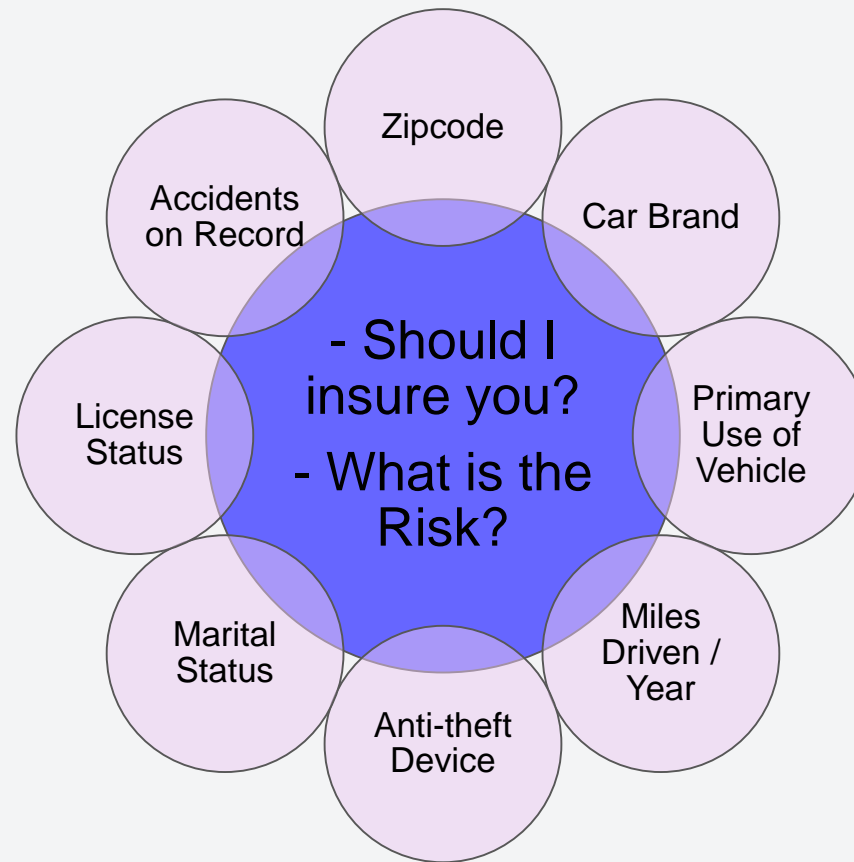 Zipcode
Car Brand
Primary
Use of
Vehicle
Miles
Driven /
Year
Anti-theft
Device
Marital
Status
License
Status
Accidents
on Record
- Should I
insure you?
- What is the
Risk?